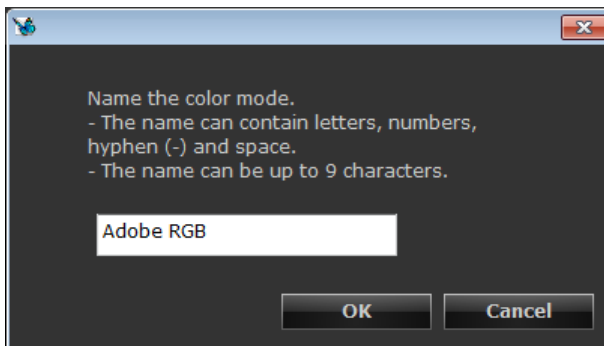 Name the color mode.
- The name can contain letters, numbers,
hyphen (-) and space.
- The name can be up to 9 characters.
Adobe RGB
OK Cancel